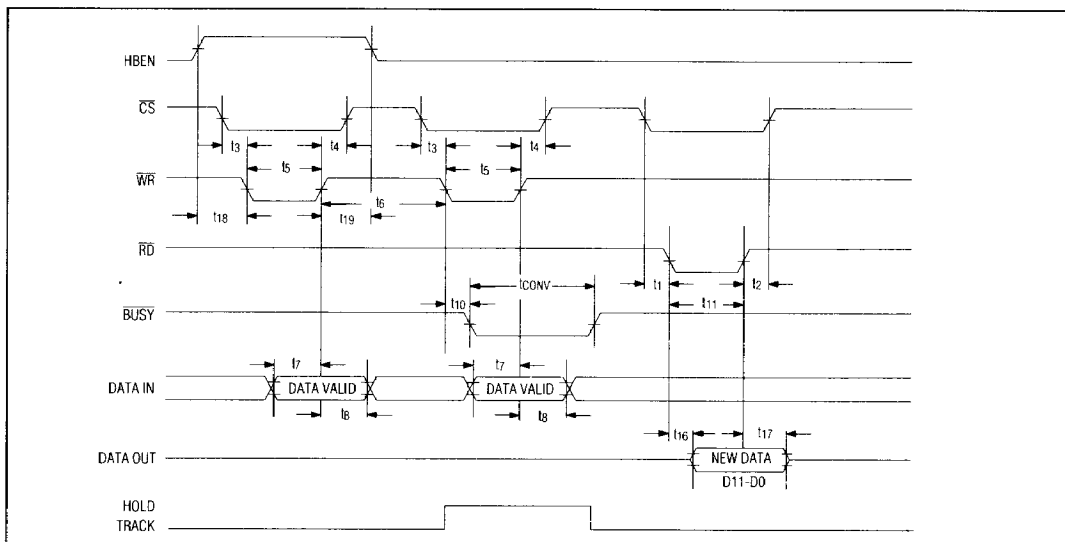 HBEN
CS
t3 t4 t3 t4
t5 t5
WR
t6
t18 t19
RD
t1 t2
tCONV
t10 t11
BUSY
t7 t7
DATA IN DATA VALID DATA VALID
t8 t8
t16 t17
DATA OUT NEW DATA
D11-D0
HOLD
TRACK